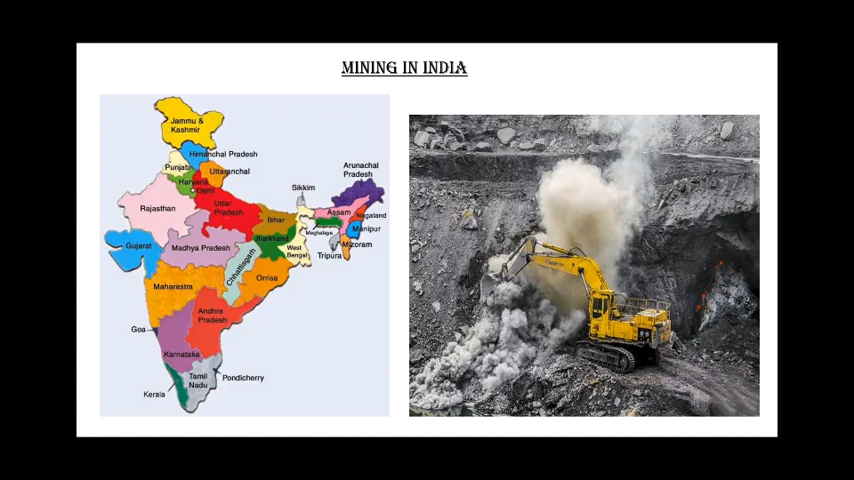 MINING IN INDIA
Jammu &
Kashmir
Himanchal Pradesh
Punjab
Uttaranchal
Haryana
Delhi
Arunachal
Pradesh
Sikkim
Rajasthan
Uttar
Pradesh
Bihar
Assam
Nagaland
Meghalaya
Manipur
Gujarat
Madhya Pradesh
Jharkhand
West
Bengal
Tripura
Mizoram
Chhattisgarh
Orrisa
Maharastra
Andhra
Pradesh
Goa
Karnataka
Tamil
Nadu
Pondicherry
Kerala